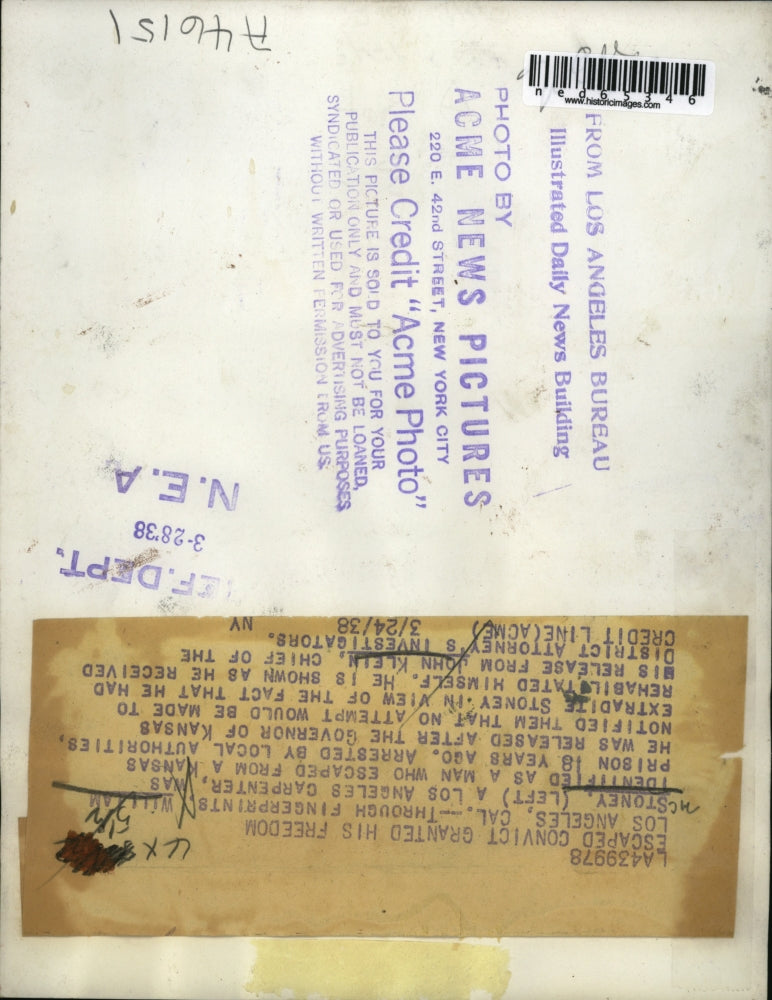 A46151
ned65346
www.historicimages.com
FROM LOS ANGELES BUREAU
Illustrated Daily News Building
PHOTO BY
ACME NEWS PICTURES
220 E. 42nd STREET, NEW YORK CITY
Please Credit "Acme Photo"
THIS PICTURE IS SOLD TO YOU FOR YOUR
PUBLICATION ONLY AND MUST NOT BE LOANED,
SYNDICATED OR USED FOR ADVERTISING PURPOSES
WITHOUT WRITTEN PERMISSION FROM US.
EF. DEPT.
3-28'38
N.E.A
LA439978
ESCAPED CONVICT GRANTED HIS FREEDOM
LOS ANGELES, CAL.--THROUGH FINGERPRINTS, WILLIAM
STONEY (LEFT) A LOS ANGELES CARPENTER, WAS
IDENTIFIED AS A MAN WHO ESCAPED FROM A KANSAS
PRISON 18 YEARS AGO. ARRESTED BY LOCAL AUTHORITIES,
HE WAS RELEASED AFTER THE GOVERNOR OF KANSAS
NOTIFIED THEM THAT NO ATTEMPT WOULD BE MADE TO
EXTRADITE STONEY IN VIEW OF THE FACT THAT HE HAD
REHABILITATED HIMSELF. HE IS SHOWN AS HE RECEIVED
HIS RELEASE FROM JOHN KLEIN, CHIEF OF THE
DISTRICT ATTORNEY'S INVESTIGATORS.
CREDIT LINE(ACME) 3/24/38 NY